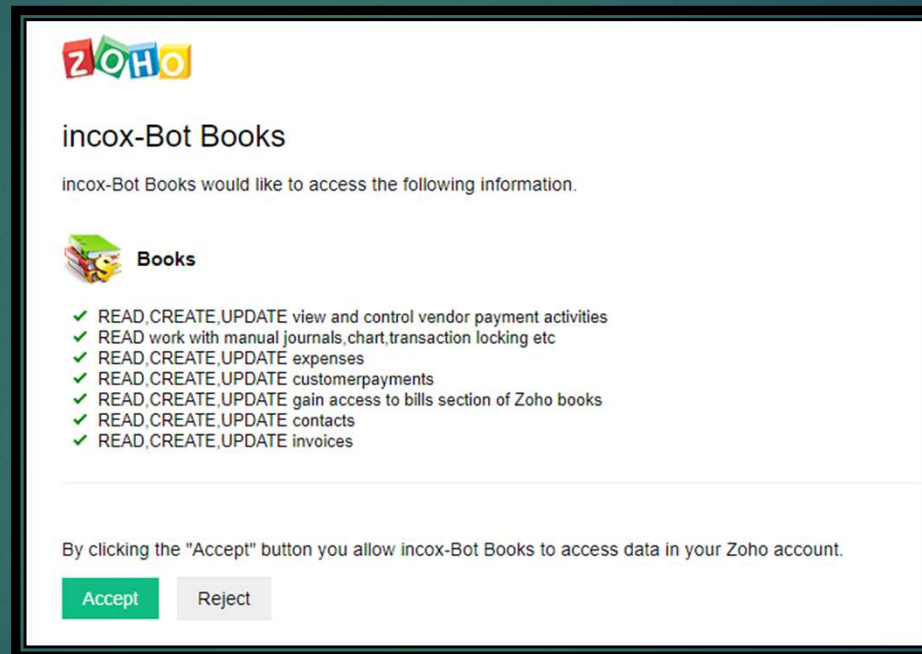 ZOHO
incox-Bot Books
incox-Bot Books would like to access the following information.
Books
READ,CREATE,UPDATE view and control vendor payment activities
READ work with manual journals,chart,transaction locking etc
READ,CREATE,UPDATE expenses
READ,CREATE,UPDATE customerpayments
READ,CREATE,UPDATE gain access to bills section of Zoho books
READ,CREATE,UPDATE contacts
READ,CREATE,UPDATE invoices
By clicking the "Accept" button you allow incox-Bot Books to access data in your Zoho account.
Accept Reject